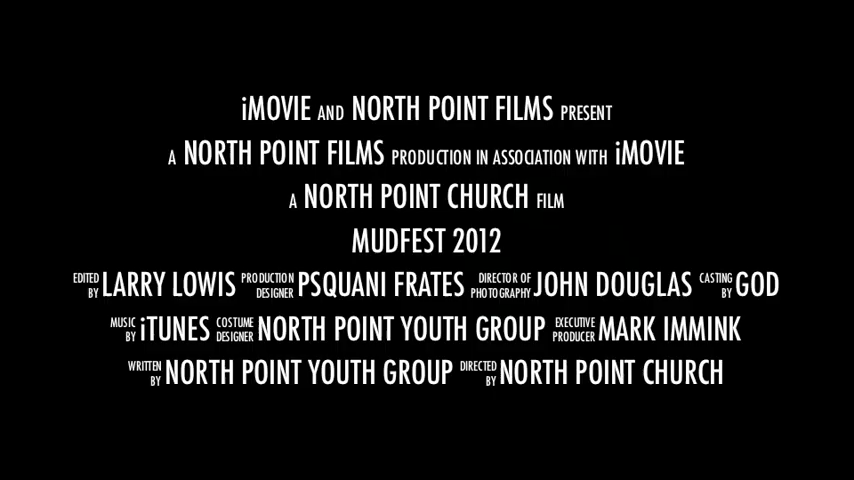 iMOVIE AND NORTH POINT FILMS PRESENT
A NORTH POINT FILMS PRODUCTION IN ASSOCIATION WITH iMOVIE
A NORTH POINT CHURCH FILM
MUDFEST 2012
EDITED BY LARRY LOWIS PRODUCTION DESIGNER PSQUANI FRATES DIRECTOR OF PHOTOGRAPHY JOHN DOUGLAS CASTING BY GOD
MUSIC BY iTUNES COSTUME DESIGNER NORTH POINT YOUTH GROUP EXECUTIVE PRODUCER MARK IMMINK
WRITTEN BY NORTH POINT YOUTH GROUP DIRECTED BY NORTH POINT CHURCH